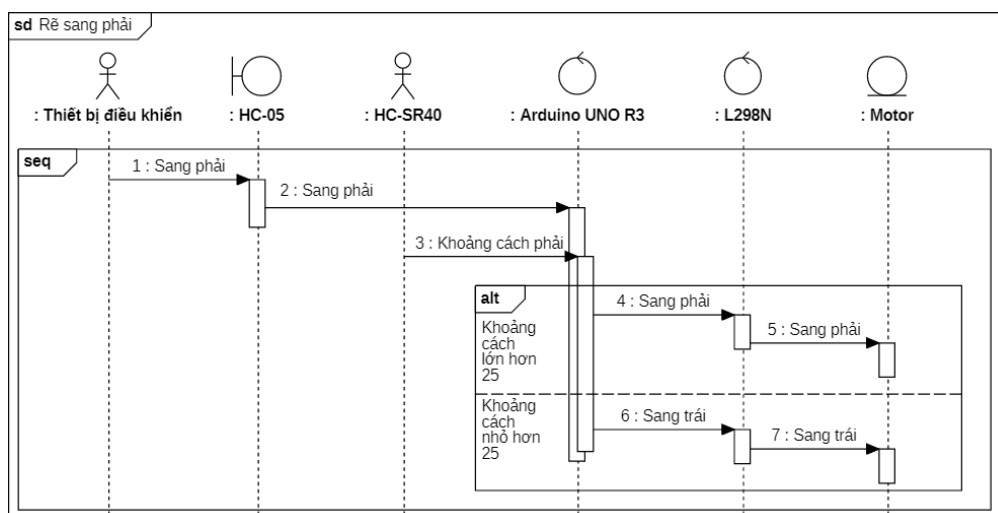 sd Rẽ sang phải
: Thiết bị điều khiển
: HC-05
: HC-SR40
: Arduino UNO R3
: L298N
: Motor
seq
1 : Sang phải
2 : Sang phải
3 : Khoảng cách phải
alt
4 : Sang phải
Khoảng
cách
lớn hơn
25
5 : Sang phải
Khoảng
cách
nhỏ hơn
25
6 : Sang trái
7 : Sang trái